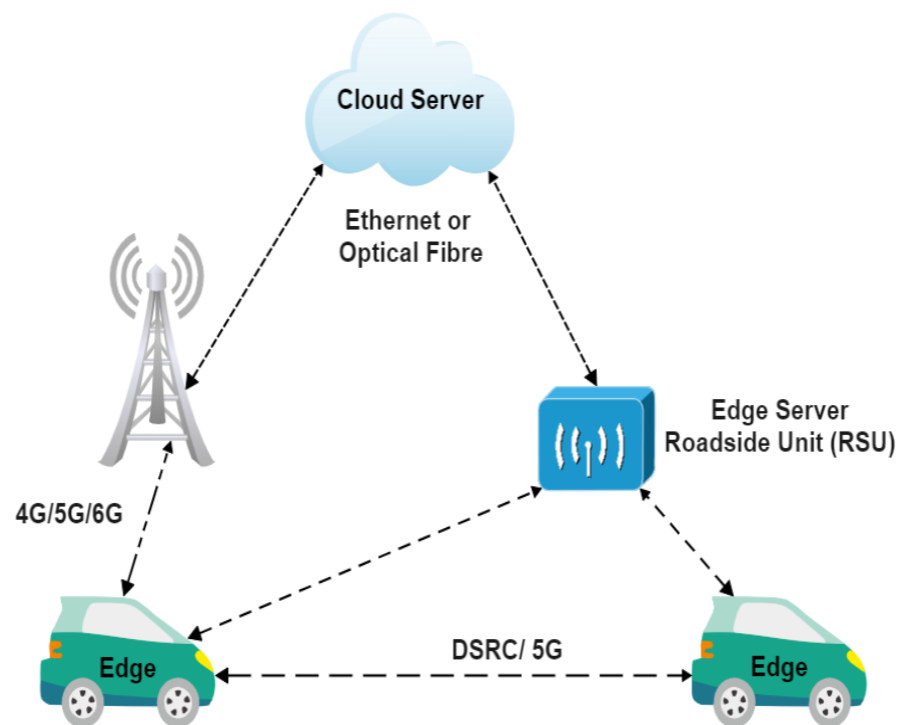 Cloud Server
Ethernet or
Optical Fibre
Edge Server
Roadside Unit (RSU)
4G/5G/6G
DSRC/ 5G
Edge
Edge